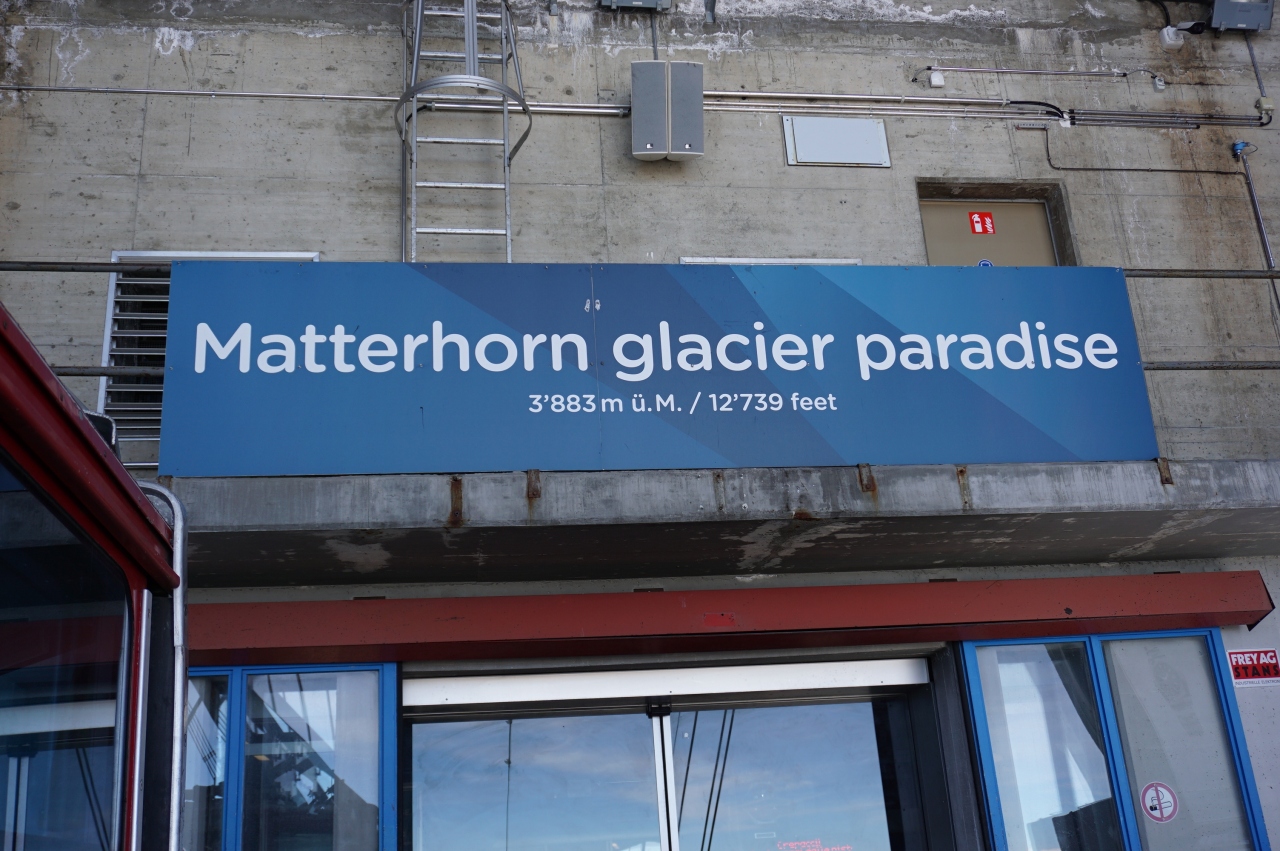 Matterhorn glacier paradise
3'883 m ü.M. / 12'739 feet
FREY AG
STANS